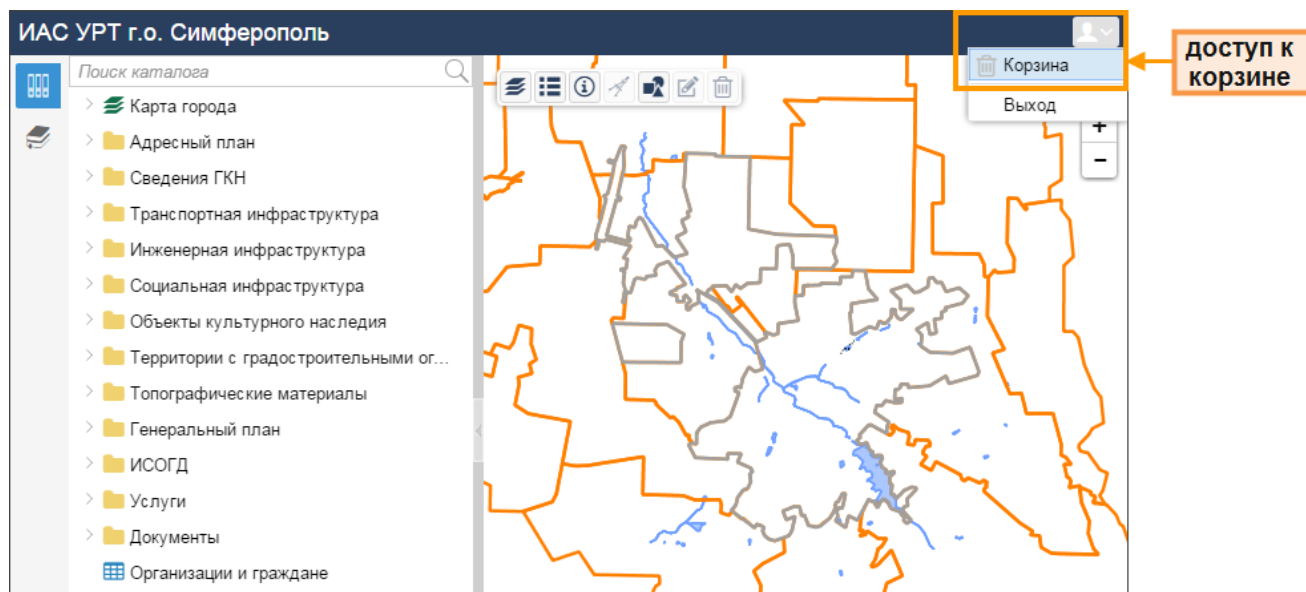 ИАС УРТ г.о. Симферополь
доступ к
корзине
Корзина
Выход
Поиск каталога
Карта города
Адресный план
Сведения ГКН
Транспортная инфраструктура
Инженерная инфраструктура
Социальная инфраструктура
Объекты культурного наследия
Территории с градостроительными ог...
Топографические материалы
Генеральный план
ИСОГД
Услуги
Документы
Организации и граждане
+
−